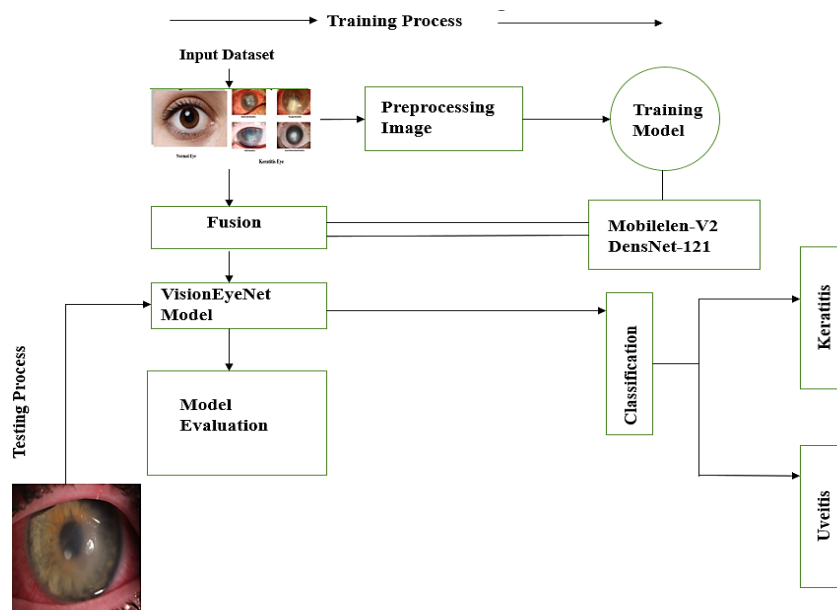 Training Process
Input Dataset
Preprocessing
Image
Training
Model
Normal Eye
Keratitis Eye
Fusion
Mobilelen-V2
DensNet-121
VisionEyeNet
Model
Classification
Keratitis
Testing Process
Model
Evaluation
Uveitis